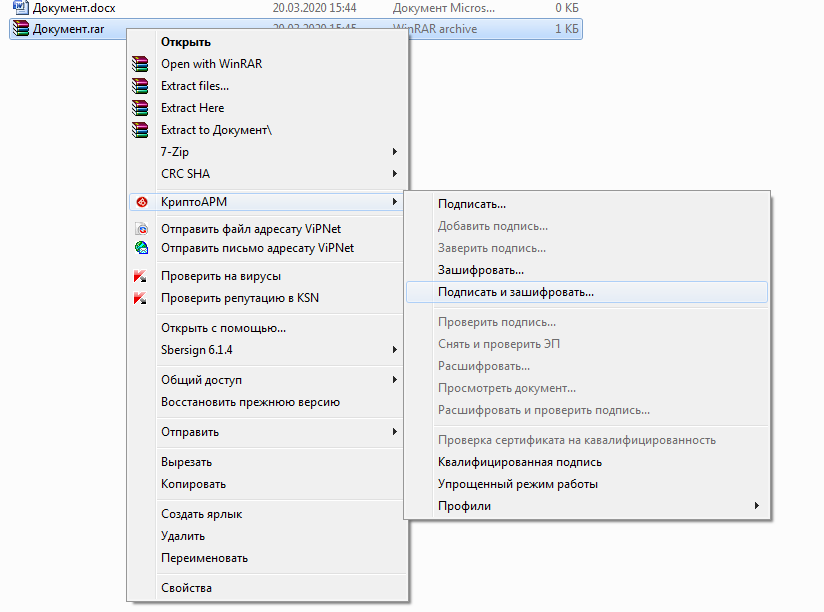 Документ.docx 20.03.2020 15:44 Документ Micros... 0 КБ
Документ.rar 20.03.2020 15:45 WinRAR archive 1 КБ
Открыть
Open with WinRAR
Extract files...
Extract Here
Extract to Документ\
7-Zip
CRC SHA
КриптоАРМ
Отправить файл адресату ViPNet
Отправить письмо адресату ViPNet
Проверить на вирусы
Проверить репутацию в KSN
Открыть с помощью...
Sbersign 6.1.4
Общий доступ
Восстановить прежнюю версию
Отправить
Вырезать
Копировать
Создать ярлык
Удалить
Переименовать
Свойства
Подписать...
Добавить подпись...
Заверить подпись...
Зашифровать...
Подписать и зашифровать...
Проверить подпись...
Снять и проверить ЭП
Расшифровать...
Просмотреть документ...
Расшифровать и проверить подпись...
Проверка сертификата на кавалифицированность
Квалифицированная подпись
Упрощенный режим работы
Профили